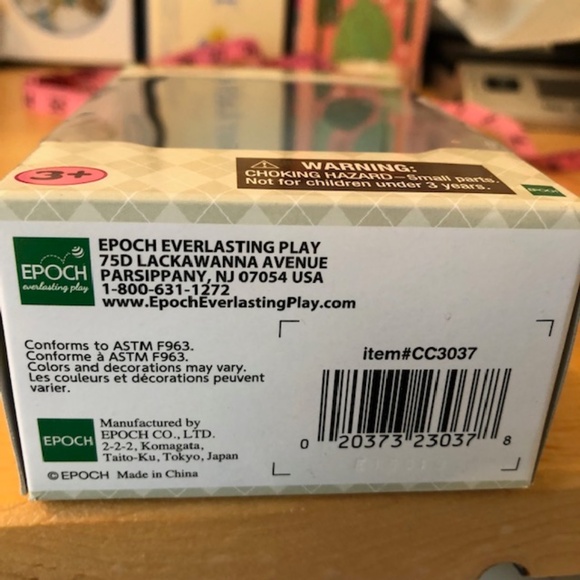 3+
WARNING:
CHOKING HAZARD—Small parts.
Not for children under 3 years.
EPOCH
EPOCH
everlasting play
EPOCH EVERLASTING PLAY
75D LACKAWANNA AVENUE
PARSIPPANY, NJ 07054 USA
1-800-631-1272
www.EpochEverlastingPlay.com
Conforms to ASTM F963.
Conforme à ASTM F963.
Colors and decorations may vary.
Les couleurs et décorations peuvent
varier.
EPOCH
Manufactured by
EPOCH CO., LTD.
2-2-2, Komagata,
Taito-Ku, Tokyo, Japan
©EPOCH Made in China
item#CC3037
0 20373 23037 8